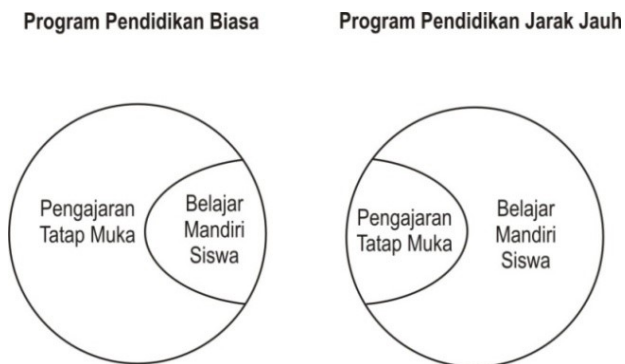 Program Pendidikan Biasa
Program Pendidikan Jarak Jauh
Pengajaran
Tatap Muka
Belajar
Mandiri
Siswa
Pengajaran
Tatap Muka
Belajar
Mandiri
Siswa